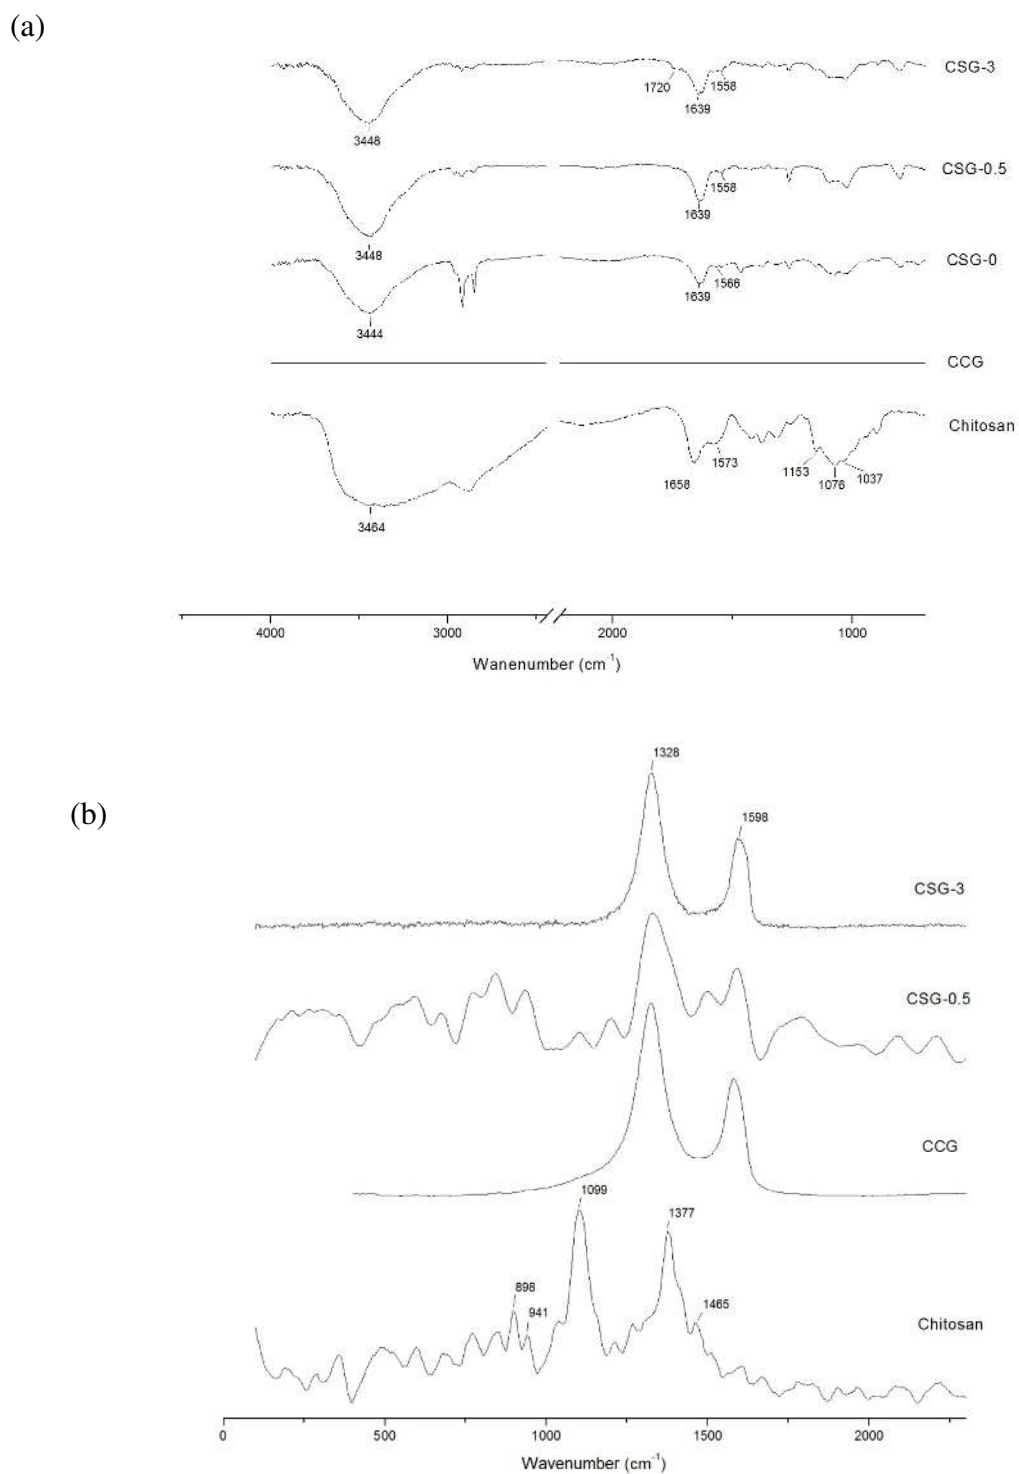 (a)
CSG-3
1720
1558
1639
3448
CSG-0.5
1558
1639
3448
CSG-0
1566
1639
3444
CCG
Chitosan
1573
1153
1037
1658
1076
3464
4000 3000 2000 1000
Wanenumber (cm-1)
(b)
1328
1598
CSG-3
CSG-0.5
CCG
1099
1377
898
941
1465
Chitosan
0 500 1000 1500 2000
Wavenumber (cm-1)